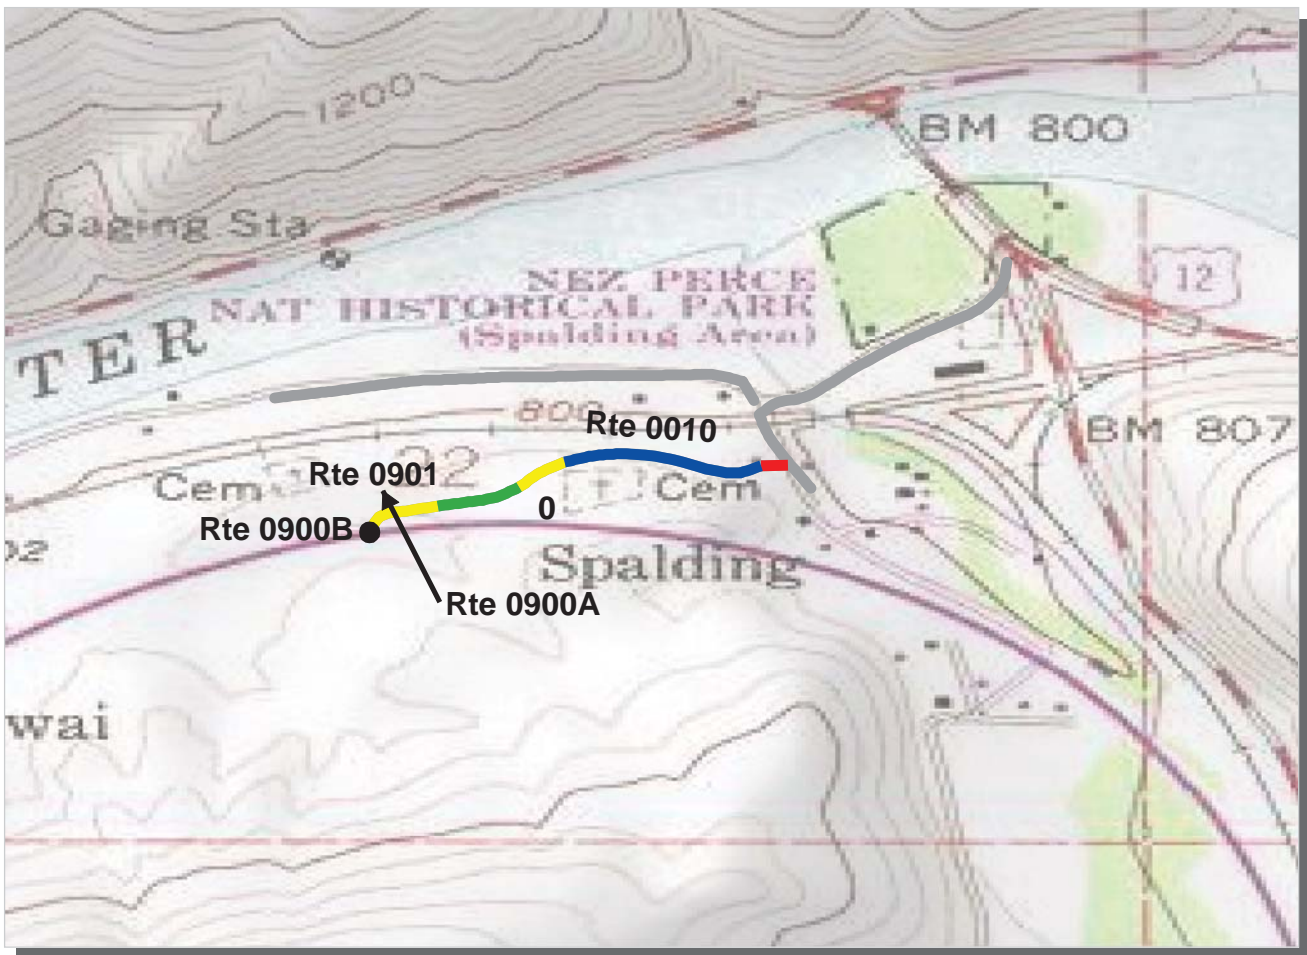 1200
BM 800
Gaging Sta
NEZ PERCE
12
NAT HISTORICAL PARK
(Spalding Area)
TER
800
Rte 0010
BM 807
Rte 0901
Cem
Cem
0
Rte 0900B
Spalding
Rte 0900A
wai